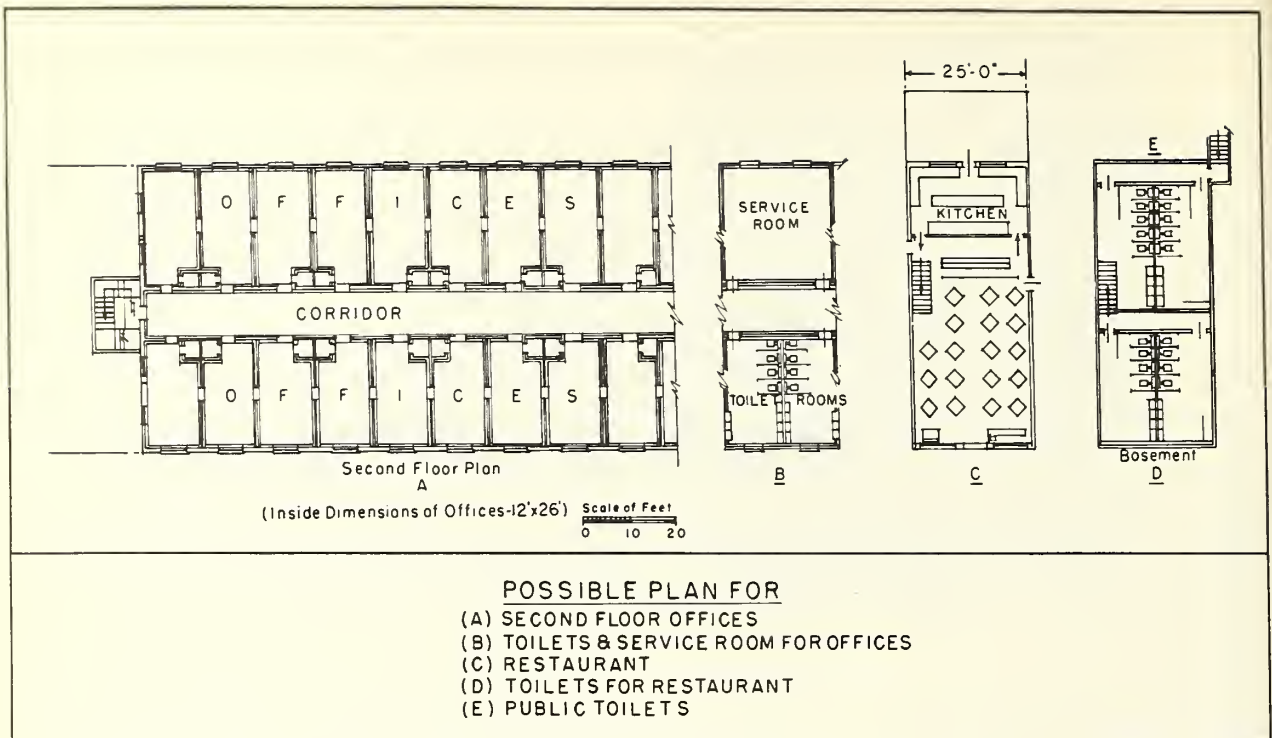 25'-0"
E
O F F I C E S
SERVICE
ROOM
KITCHEN
CORRIDOR
O F F I C E S
TOILET ROOMS
Second Floor Plan
A
B
C
Bosement
D
(Inside Dimensions of Offices-12'x26')
Scale of Feet
0 10 20
POSSIBLE PLAN FOR
(A) SECOND FLOOR OFFICES
(B) TOILETS & SERVICE ROOM FOR OFFICES
(C) RESTAURANT
(D) TOILETS FOR RESTAURANT
(E) PUBLIC TOILETS